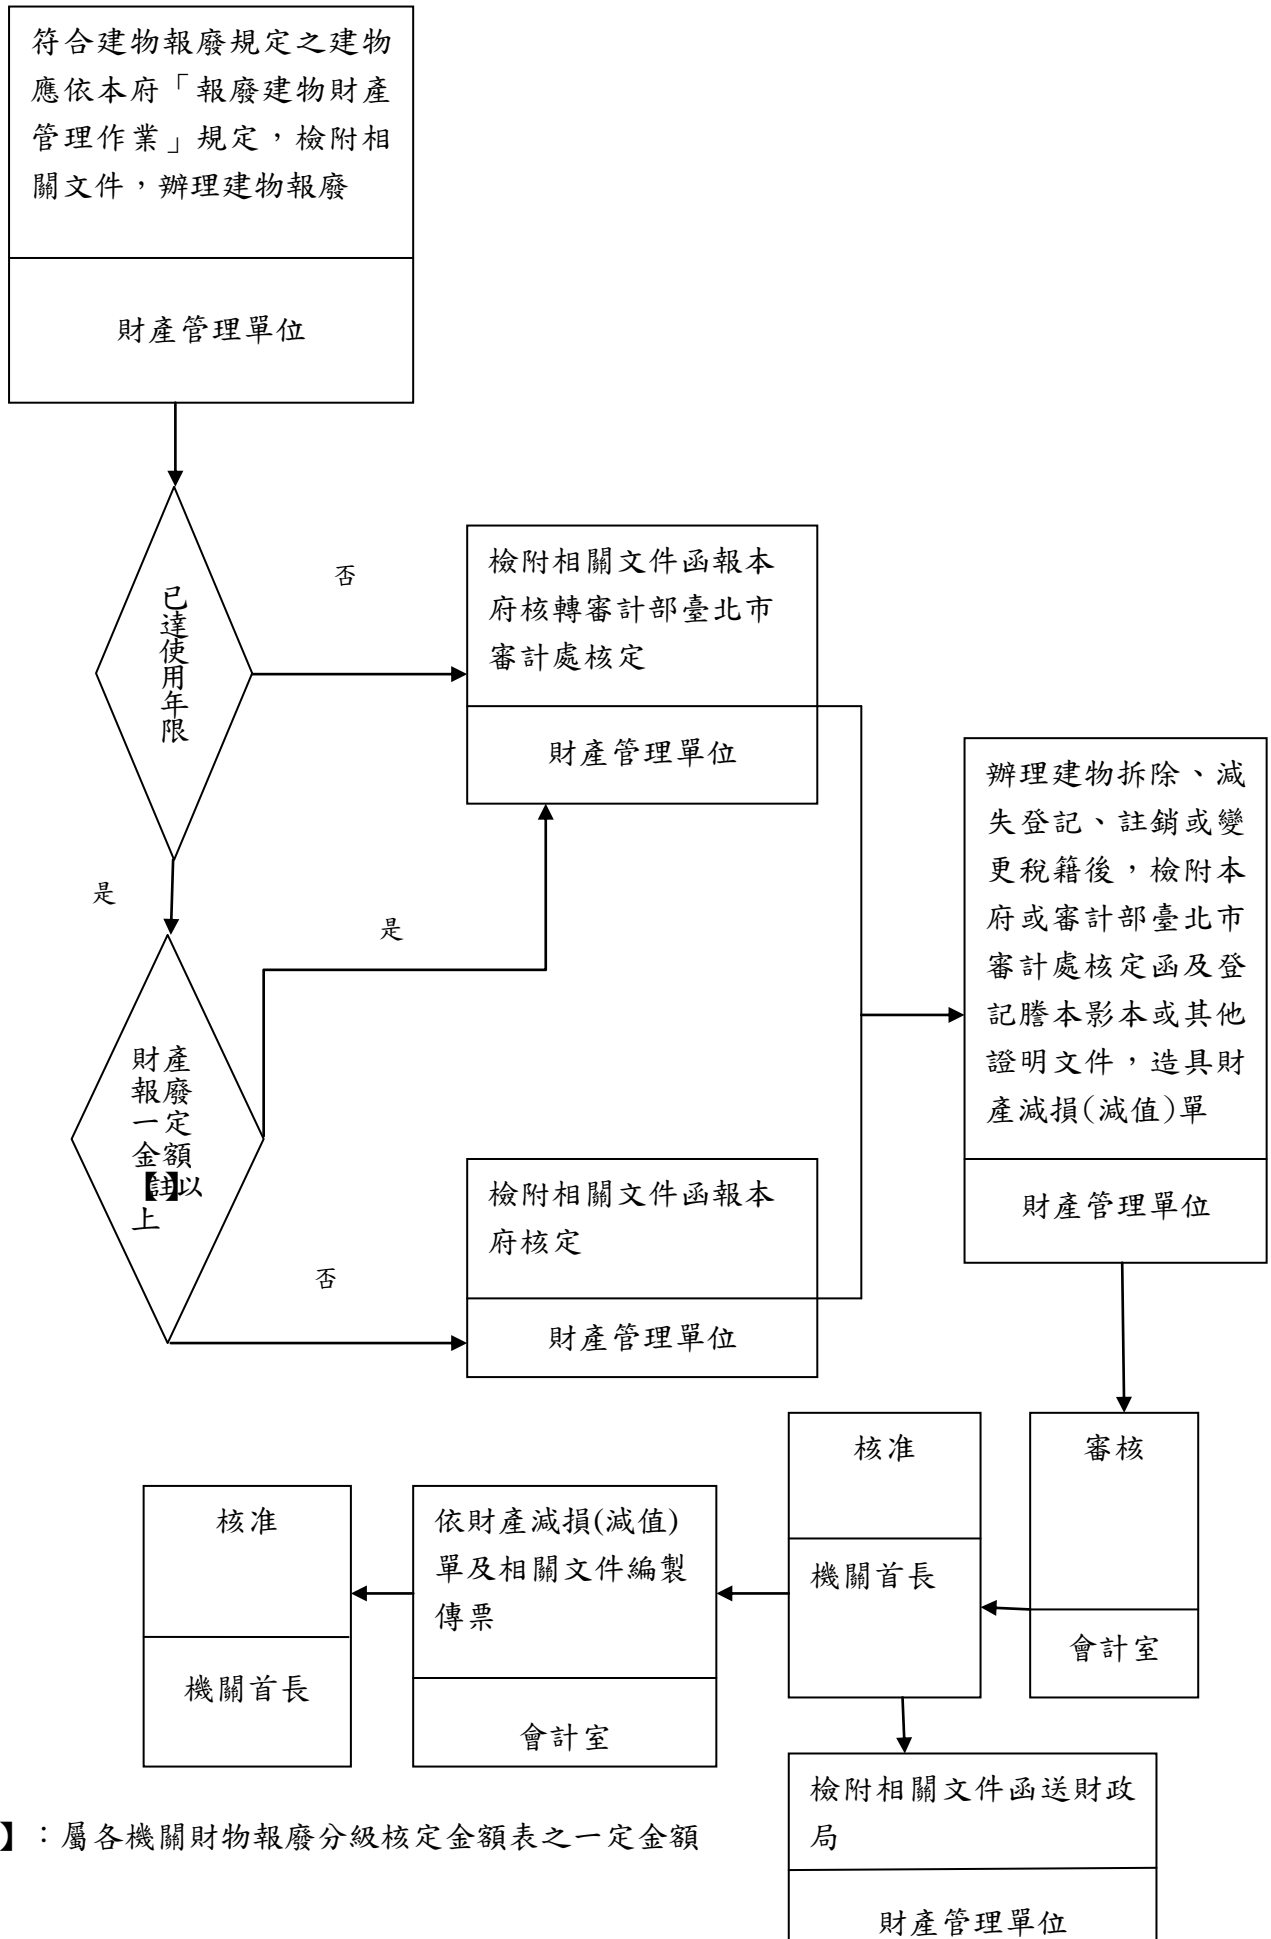 符合建物報廢規定之建物
應依本府「報廢建物財產
管理作業」規定，檢附相
關文件，辦理建物報廢
財產管理單位
已達使用年限
否
檢附相關文件函報本
府核轉審計部臺北市
審計處核定
財產管理單位
是
是
財產
報廢
一定
金額
【註】以
上
否
檢附相關文件函報本
府核定
財產管理單位
辦理建物拆除、減
失登記、註銷或變
更稅籍後，檢附本
府或審計部臺北市
審計處核定函及登
記謄本影本或其他
證明文件，造具財
產減損(減值)單
財產管理單位
審核
會計室
核准
機關首長
依財產減損(減值)
單及相關文件編製
傳票
會計室
核准
機關首長
檢附相關文件函送財政
局
財產管理單位
】：屬各機關財物報廢分級核定金額表之一定金額